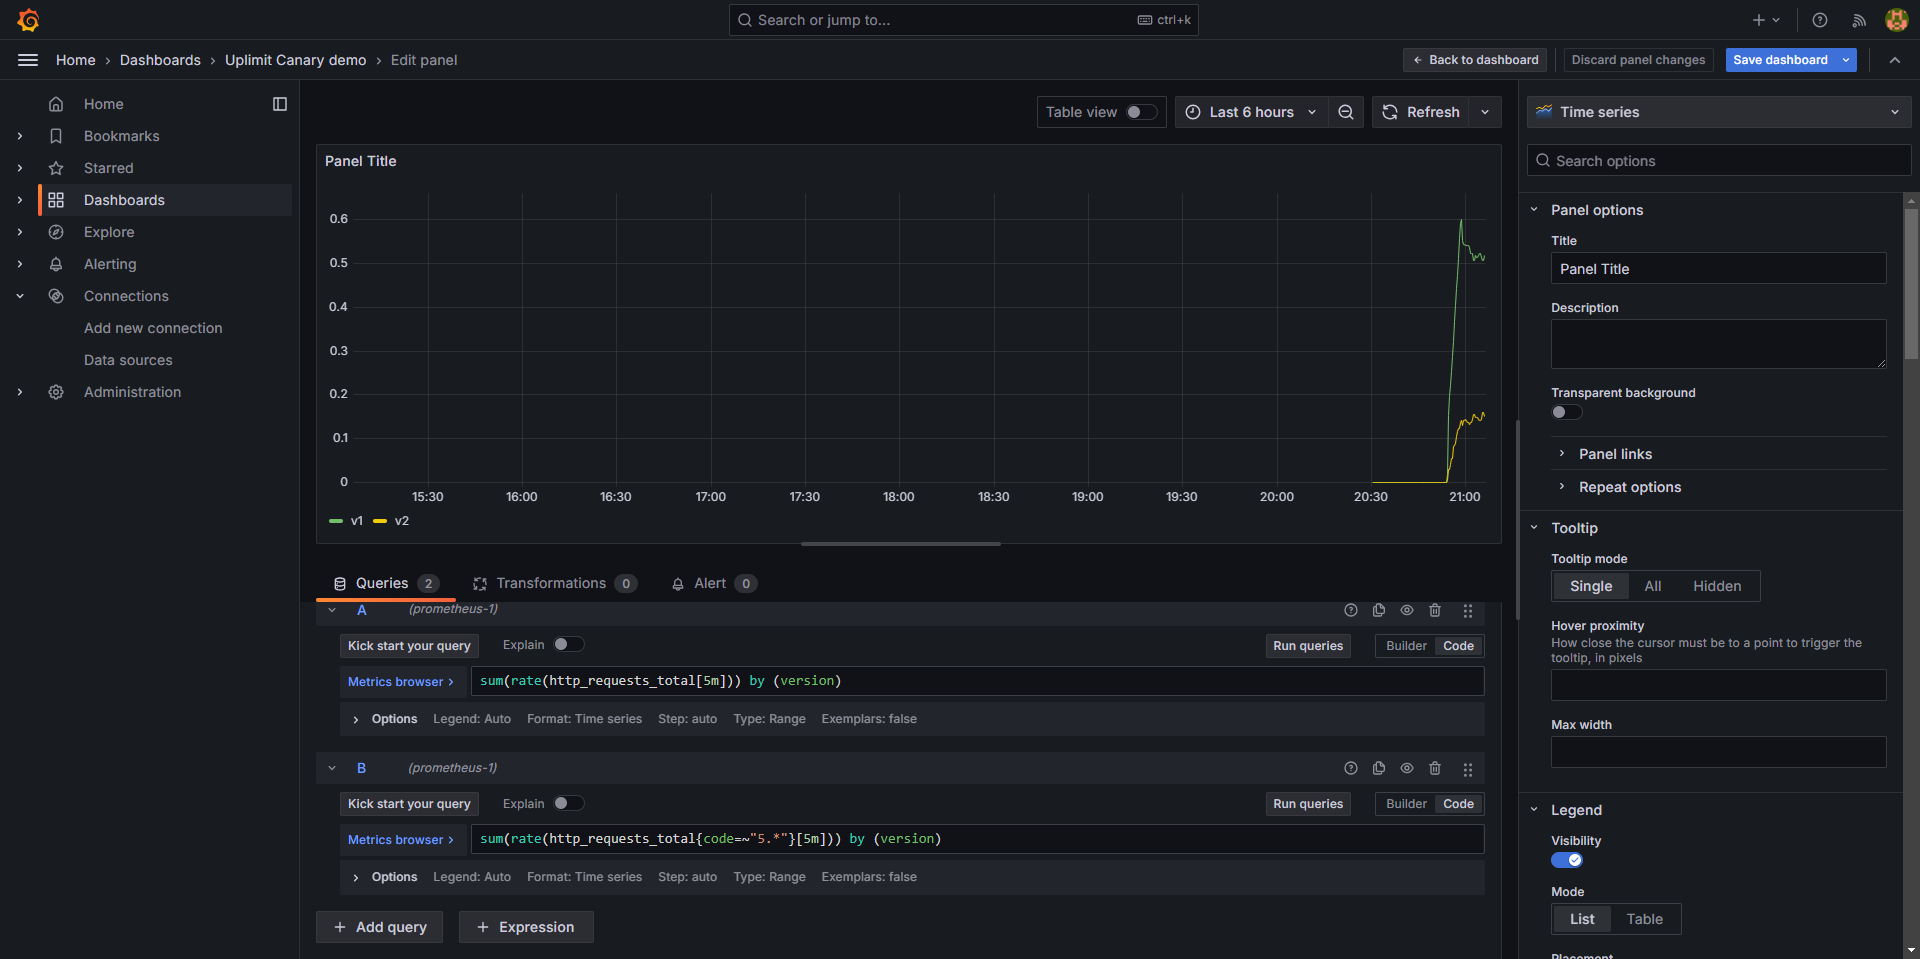 Search or jump to... ctrl+k
Home › Dashboards › Uplimit Canary demo › Edit panel
← Back to dashboard Discard panel changes Save dashboard
Home
Bookmarks
Starred
Dashboards
Explore
Alerting
Connections
Add new connection
Data sources
Administration
Table view Last 6 hours Refresh
Panel Title
0.6
0.5
0.4
0.3
0.2
0.1
0
15:30 16:00 16:30 17:00 17:30 18:00 18:30 19:00 19:30 20:00 20:30 21:00
v1 v2
Queries 2 Transformations 0 Alert 0
A (prometheus-1)
Kick start your query Explain Run queries Builder Code
Metrics browser › sum(rate(http_requests_total[5m])) by (version)
Options Legend: Auto Format: Time series Step: auto Type: Range Exemplars: false
B (prometheus-1)
Kick start your query Explain Run queries Builder Code
Metrics browser › sum(rate(http_requests_total{code=~"5.*"}[5m])) by (version)
Options Legend: Auto Format: Time series Step: auto Type: Range Exemplars: false
+ Add query + Expression
Time series
Search options
Panel options
Title
Panel Title
Description
Transparent background
Panel links
Repeat options
Tooltip
Tooltip mode
Single All Hidden
Hover proximity
How close the cursor must be to a point to trigger the
tooltip, in pixels
Max width
Legend
Visibility
Mode
List Table
Placement